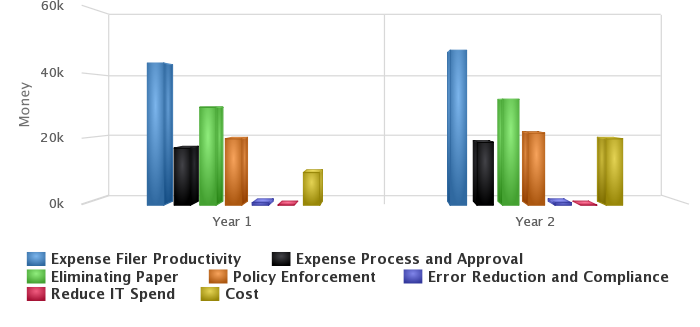 60k
40k
20k
0k
Money
Year 1
Year 2
Expense Filer Productivity
Expense Process and Approval
Eliminating Paper
Policy Enforcement
Error Reduction and Compliance
Reduce IT Spend
Cost